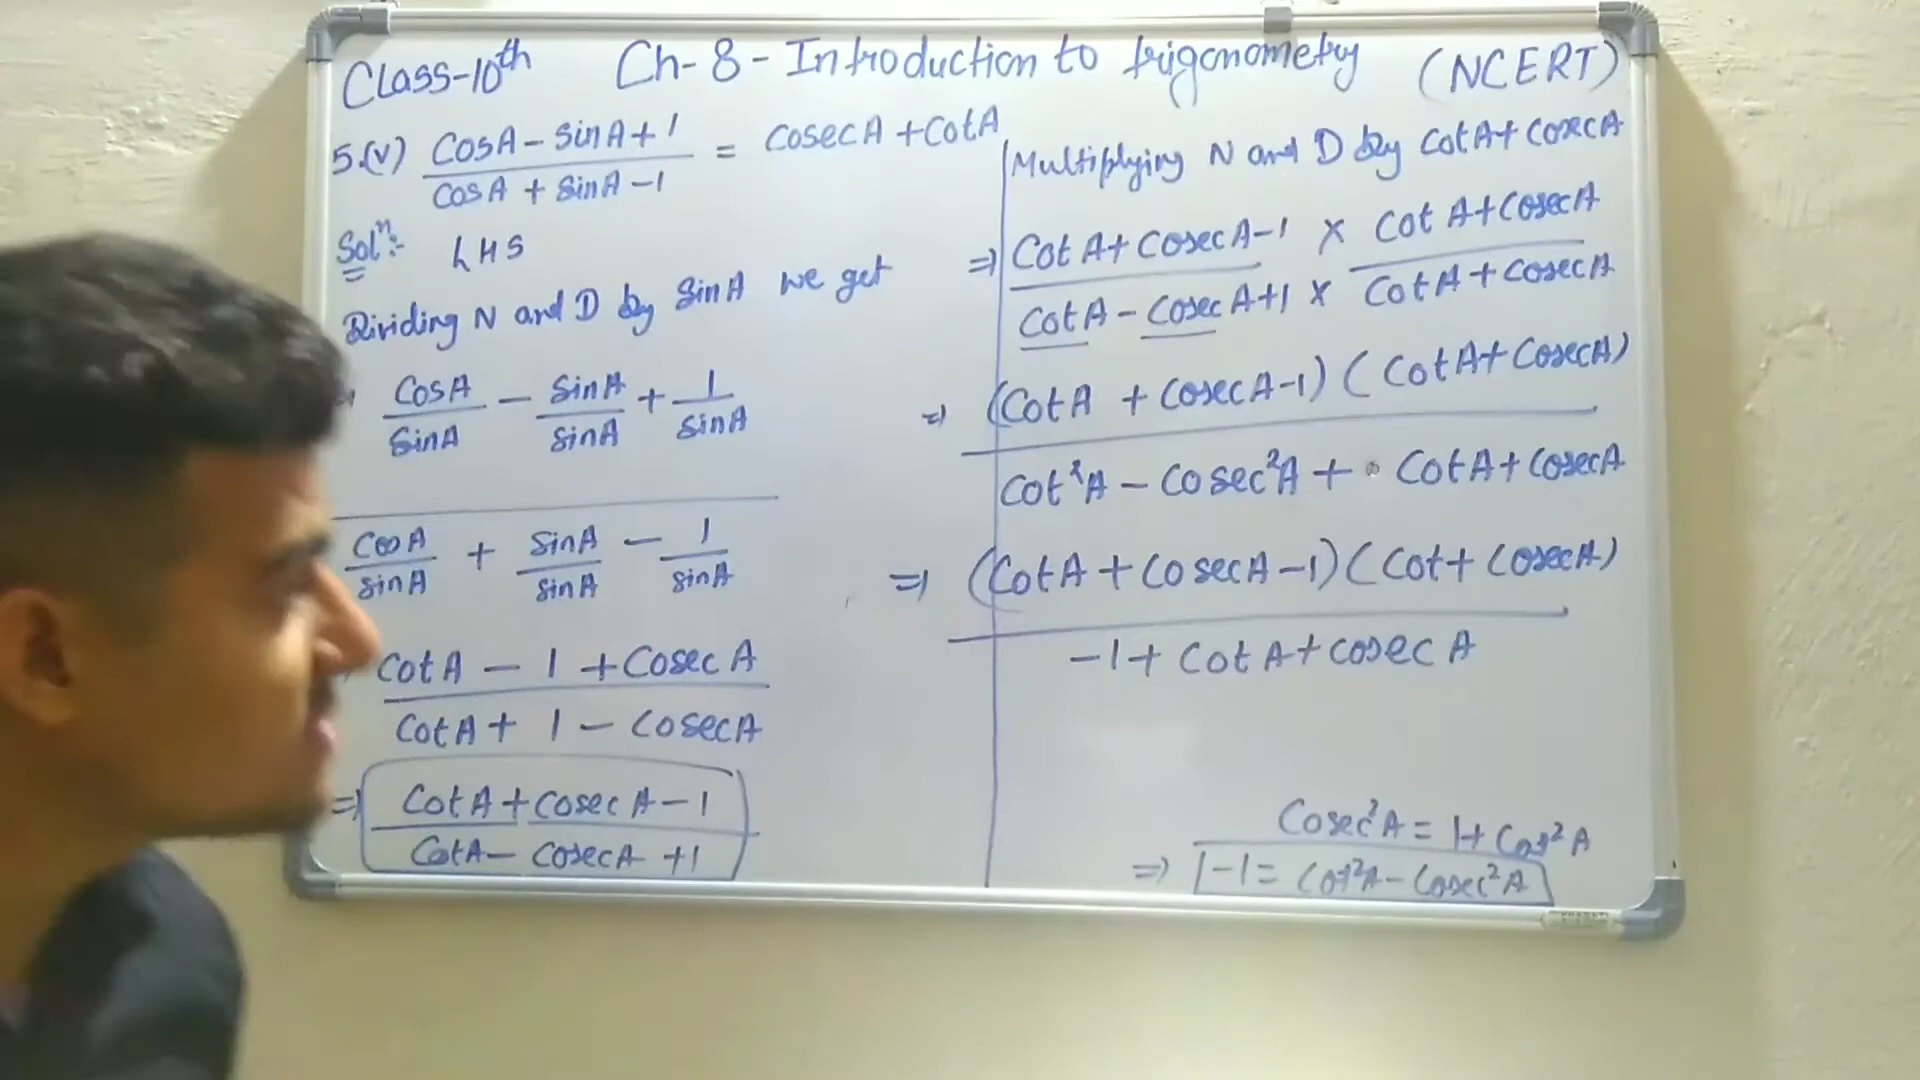 Class-10th Ch-8-Introduction to trigonometry (NCERT)
5.(v) CosA - sinA + 1 = cosecA + CotA
cosA + sinA - 1
Solⁿ:- LHS
Dividing N and D by SinA we get
CosA - SinA + 1
SinA sinA sinA
CosA + sinA - 1
sinA sinA sinA
CotA - 1 + CosecA
CotA + 1 - CosecA
⇒ CotA + cosecA - 1
CotA - cosecA + 1
Multiplying N and D by CotA + CosecA
⇒ CotA + CosecA - 1 × CotA + CosecA
CotA - CosecA + 1 × CotA + CosecA
⇒ (CotA + CosecA - 1) (CotA + CosecA)
Cot²A - Cosec²A + CotA + CosecA
⇒ (CotA + CosecA - 1) (Cot + CosecA)
-1 + CotA + cosecA
Cosec²A = 1 + Cot²A
⇒ -1 = Cot²A - Cosec²A